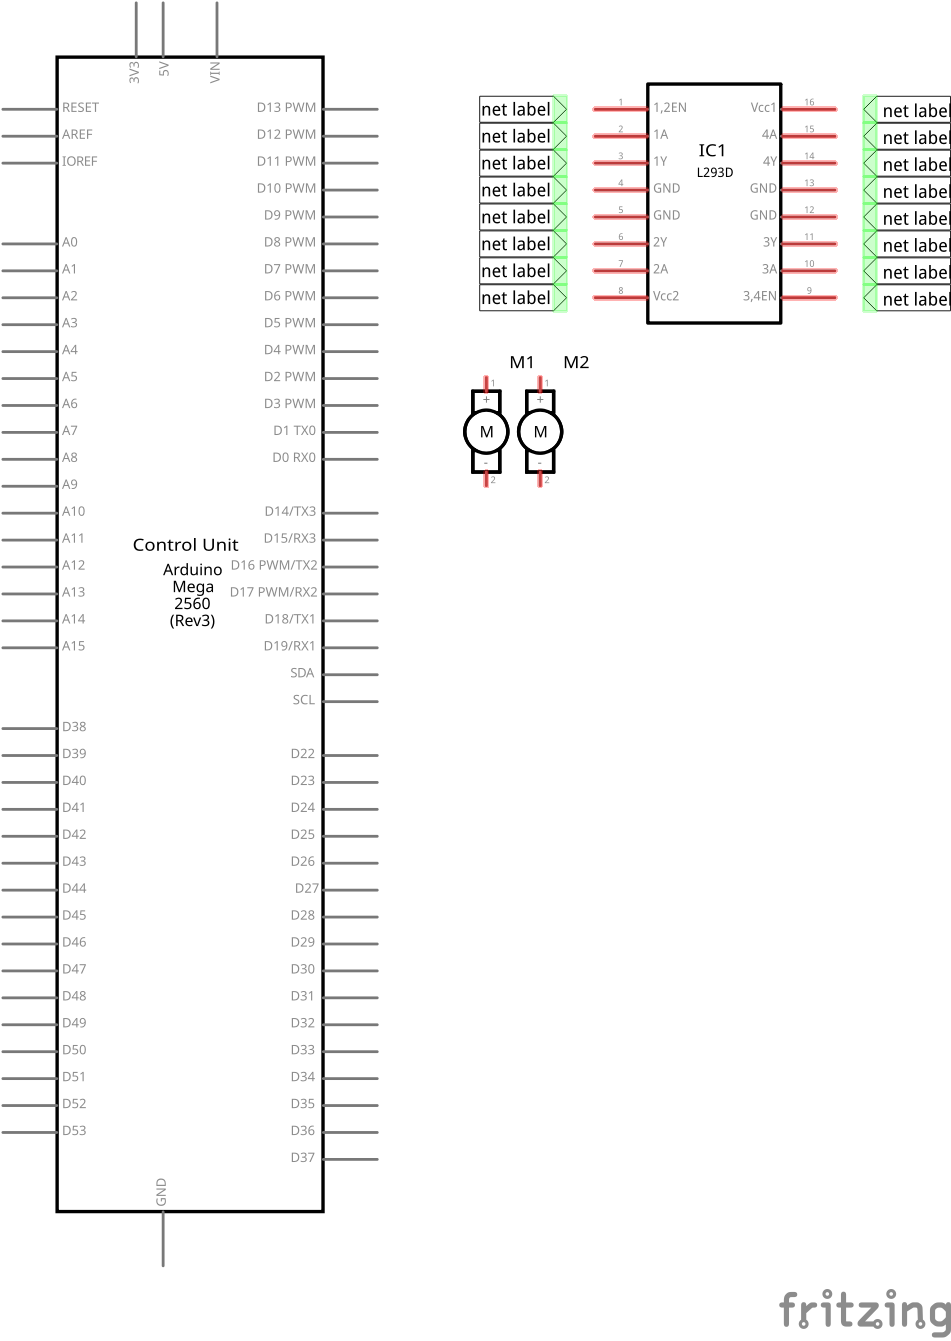 3V3
5V
VIN
RESET
AREF
IOREF
A0
A1
A2
A3
A4
A5
A6
A7
A8
A9
A10
A11
A12
A13
A14
A15
D38
D39
D40
D41
D42
D43
D44
D45
D46
D47
D48
D49
D50
D51
D52
D53
Control Unit
Arduino
Mega
2560
(Rev3)
D13 PWM
D12 PWM
D11 PWM
D10 PWM
D9 PWM
D8 PWM
D7 PWM
D6 PWM
D5 PWM
D4 PWM
D2 PWM
D3 PWM
D1 TX0
D0 RX0
D14/TX3
D15/RX3
D16 PWM/TX2
D17 PWM/RX2
D18/TX1
D19/RX1
SDA
SCL
D22
D23
D24
D25
D26
D27
D28
D29
D30
D31
D32
D33
D34
D35
D36
D37
GND
net label
net label
net label
net label
net label
net label
net label
net label
1 1,2EN
2 1A
3 1Y
4 GND
5 GND
6 2Y
7 2A
8 Vcc2
IC1
L293D
Vcc1 16
4A 15
4Y 14
GND 13
GND 12
3Y 11
3A 10
3,4EN 9
net label
net label
net label
net label
net label
net label
net label
net label
M1 M2
1 1
+ +
M M
- -
2 2
fritzing